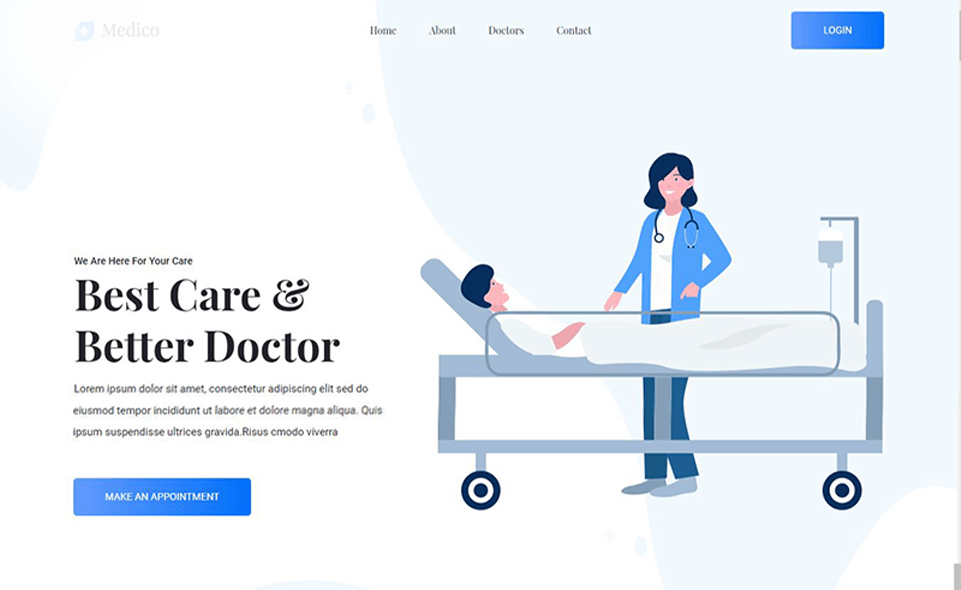 Medico
Home About Doctors Contact
LOGIN
We Are Here For Your Care
Best Care &
Better Doctor
Lorem ipsum dolor sit amet, consectetur adipiscing elit sed do
eiusmod tempor incididunt ut labore et dolore magna aliqua. Quis
ipsum suspendisse ultrices gravida.Risus cmodo viverra
MAKE AN APPOINTMENT